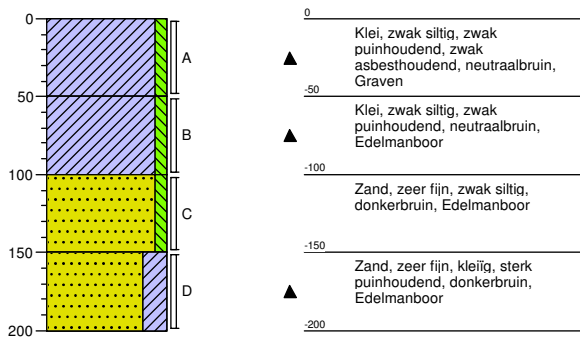 0
50
100
150
200
A
B
C
D
0
Klei, zwak siltig, zwak
puinhoudend, zwak
asbesthoudend, neutraalbruin,
Graven
-50
Klei, zwak siltig, zwak
puinhoudend, neutraalbruin,
Edelmanboor
-100
Zand, zeer fijn, zwak siltig,
donkerbruin, Edelmanboor
-150
Zand, zeer fijn, kleiïg, sterk
puinhoudend, donkerbruin,
Edelmanboor
-200